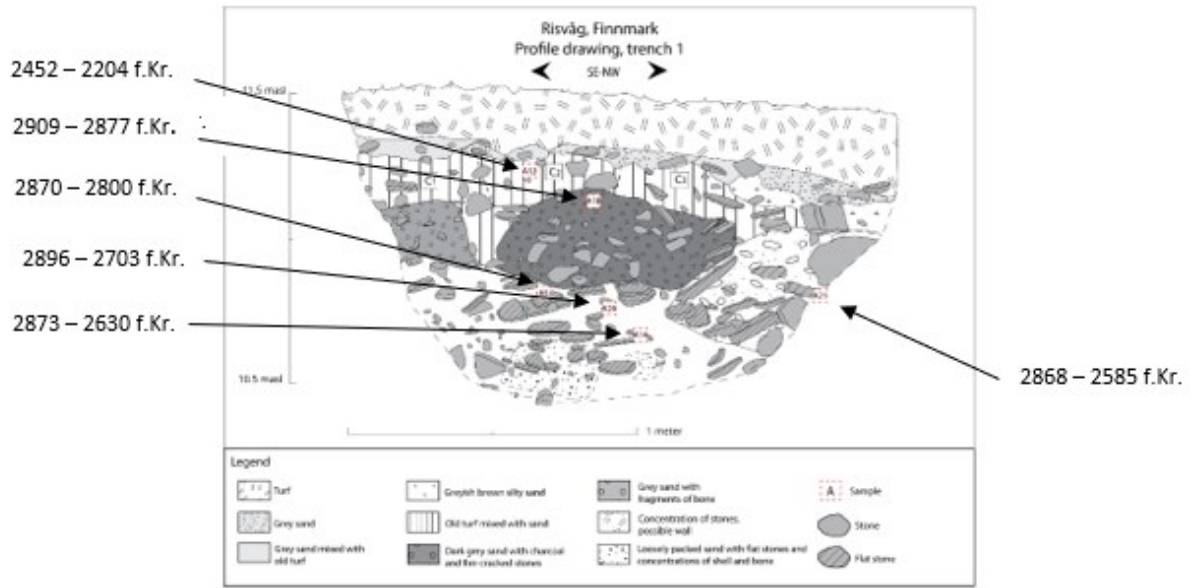 Risvåg, Finnmark
Profile drawing, trench 1
SE-NW
2452 – 2204 f.Kr.
11.5 masl
2909 – 2877 f.Kr.
2870 – 2800 f.Kr.
2896 – 2703 f.Kr.
2873 – 2630 f.Kr.
C1
C2
C3
10.5 masl
2868 – 2585 f.Kr.
1 meter
Legend
Turf
Grey sand
Grey sand mixed with
old turf
Greyish brown silty sand
Old turf mixed with sand
Dark grey sand with charcoal
and fire-cracked stones
Grey sand with
fragments of bone
Concentration of stones,
possible wall
Loosely packed sand with flat stones and
concentrations of shell and bone
A Sample
Stone
Flat stone